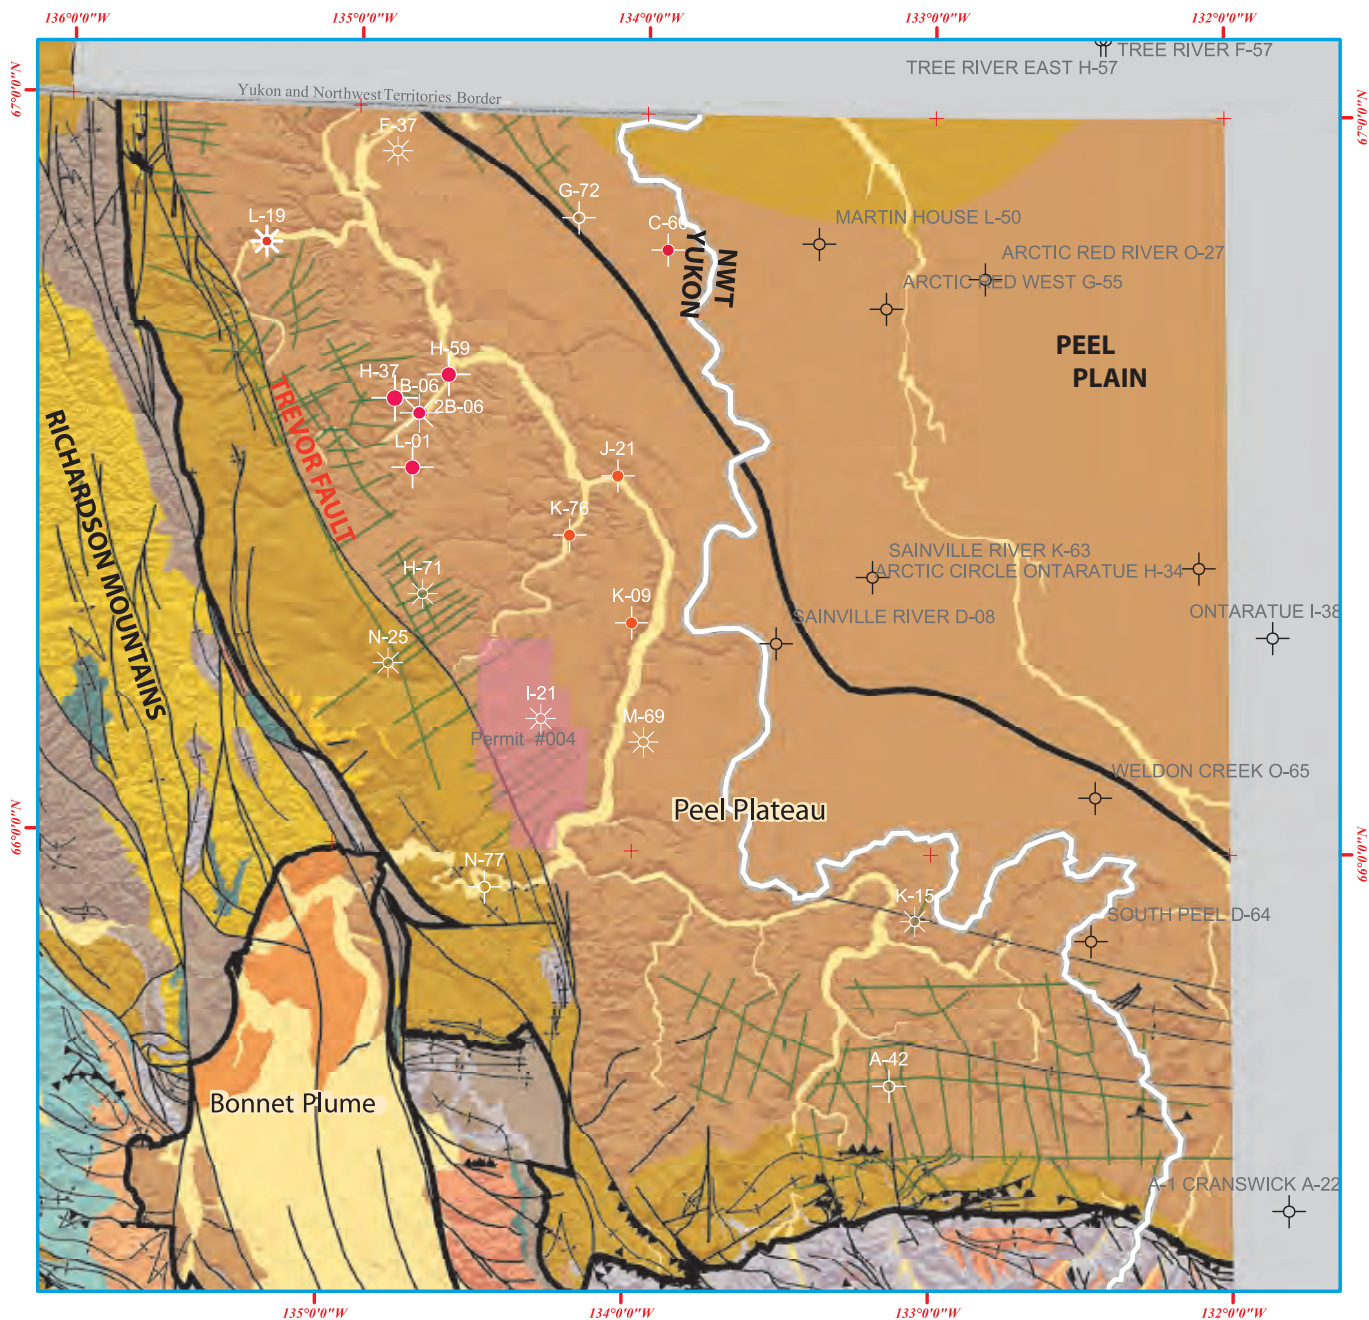 136°0'0"W
135°0'0"W
134°0'0"W
133°0'0"W
132°0'0"W
TREE RIVER F-57
TREE RIVER EAST H-57
67°0'0"N
67°0'0"N
Yukon and Northwest Territories Border
F-37
G-72
L-19
C-60
MARTIN HOUSE L-50
NWT
YUKON
ARCTIC RED RIVER O-27
ARCTIC RED WEST G-55
H-59
PEEL
PLAIN
H-37
B-06
2B-06
TREVOR FAULT
L-01
J-21
RICHARDSON MOUNTAINS
K-76
SAINVILLE RIVER K-63
H-71
ARCTIC CIRCLE ONTARATUE H-34
K-09
ONTARATUE I-38
SAINVILLE RIVER D-08
N-25
I-21
M-69
Permit #004
WELDON CREEK O-65
Peel Plateau
66°0'0"N
66°0'0"N
N-77
K-15
SOUTH PEEL D-64
A-42
Bonnet Plume
A-1 CRANSWICK A-22
135°0'0"W
134°0'0"W
133°0'0"W
132°0'0"W